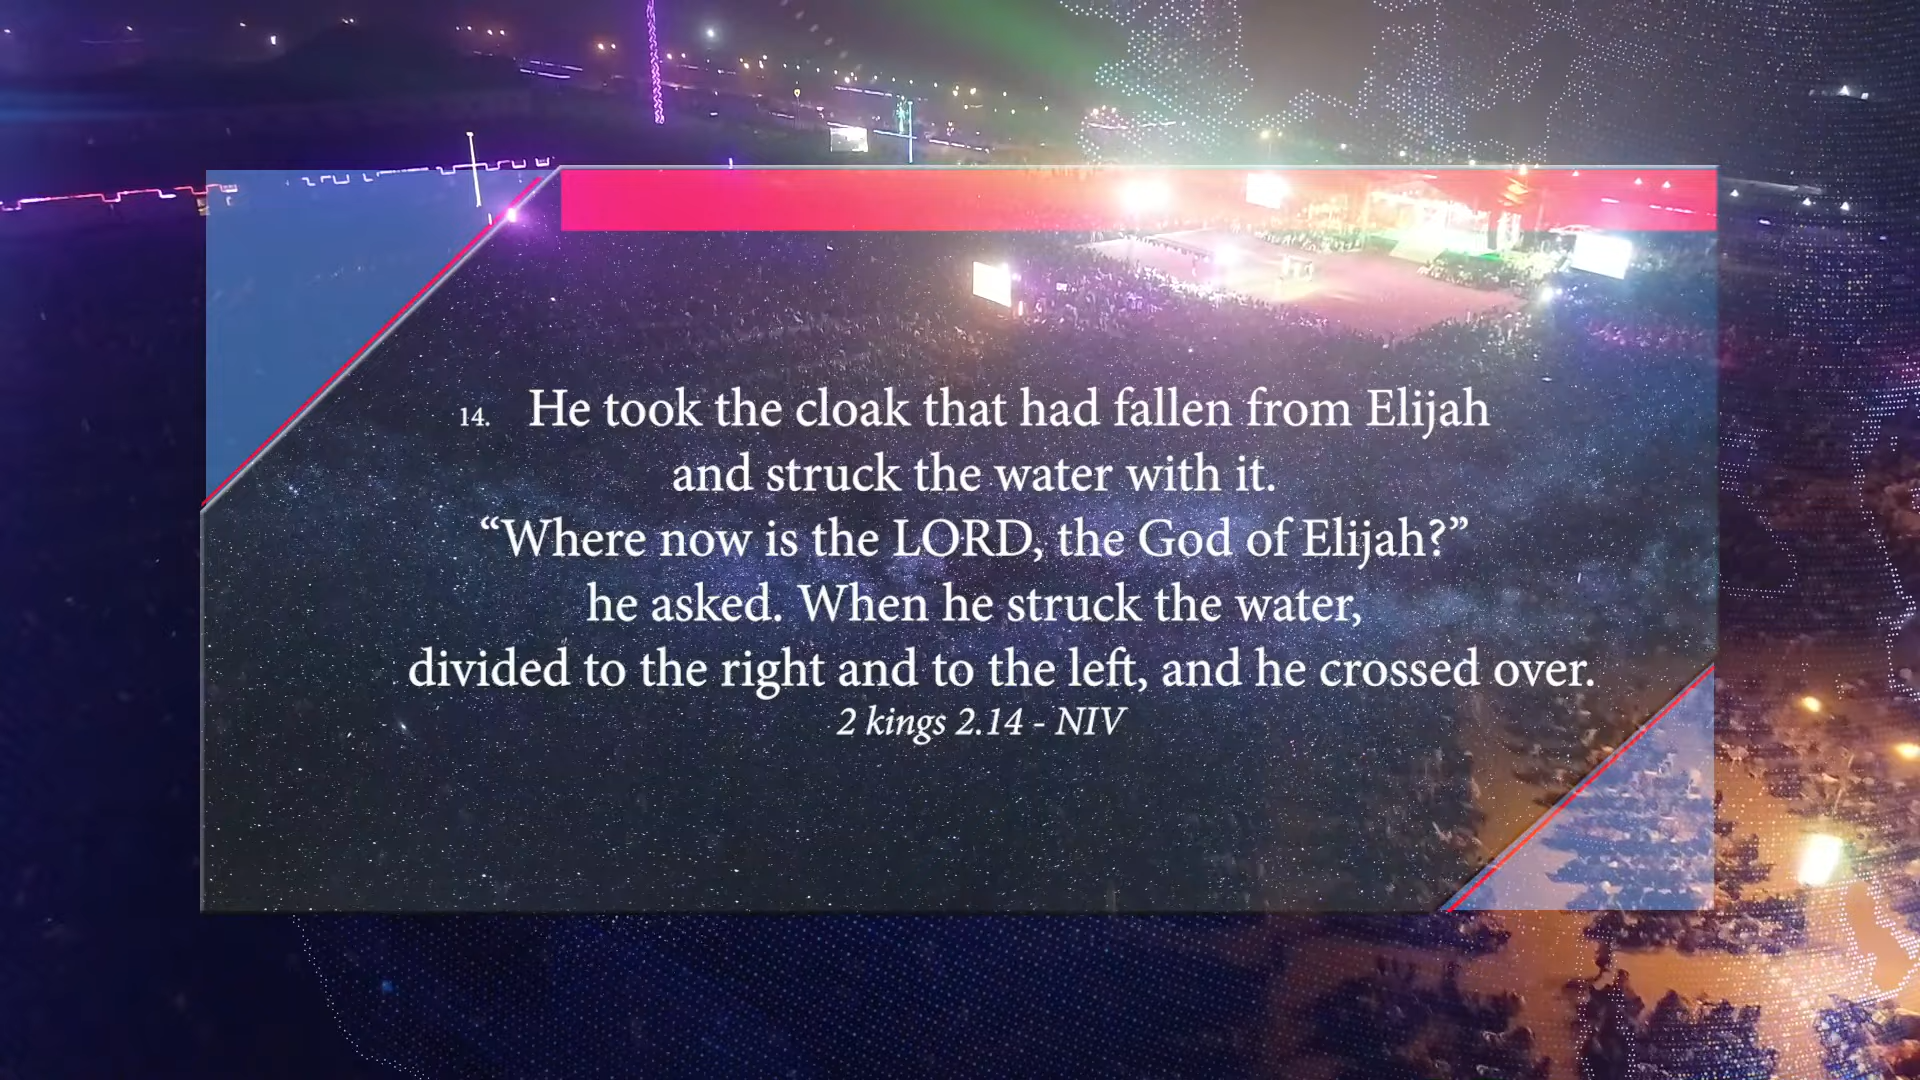 14. He took the cloak that had fallen from Elijah
and struck the water with it.
“Where now is the LORD, the God of Elijah?”
he asked. When he struck the water,
divided to the right and to the left, and he crossed over.
2 kings 2.14 - NIV